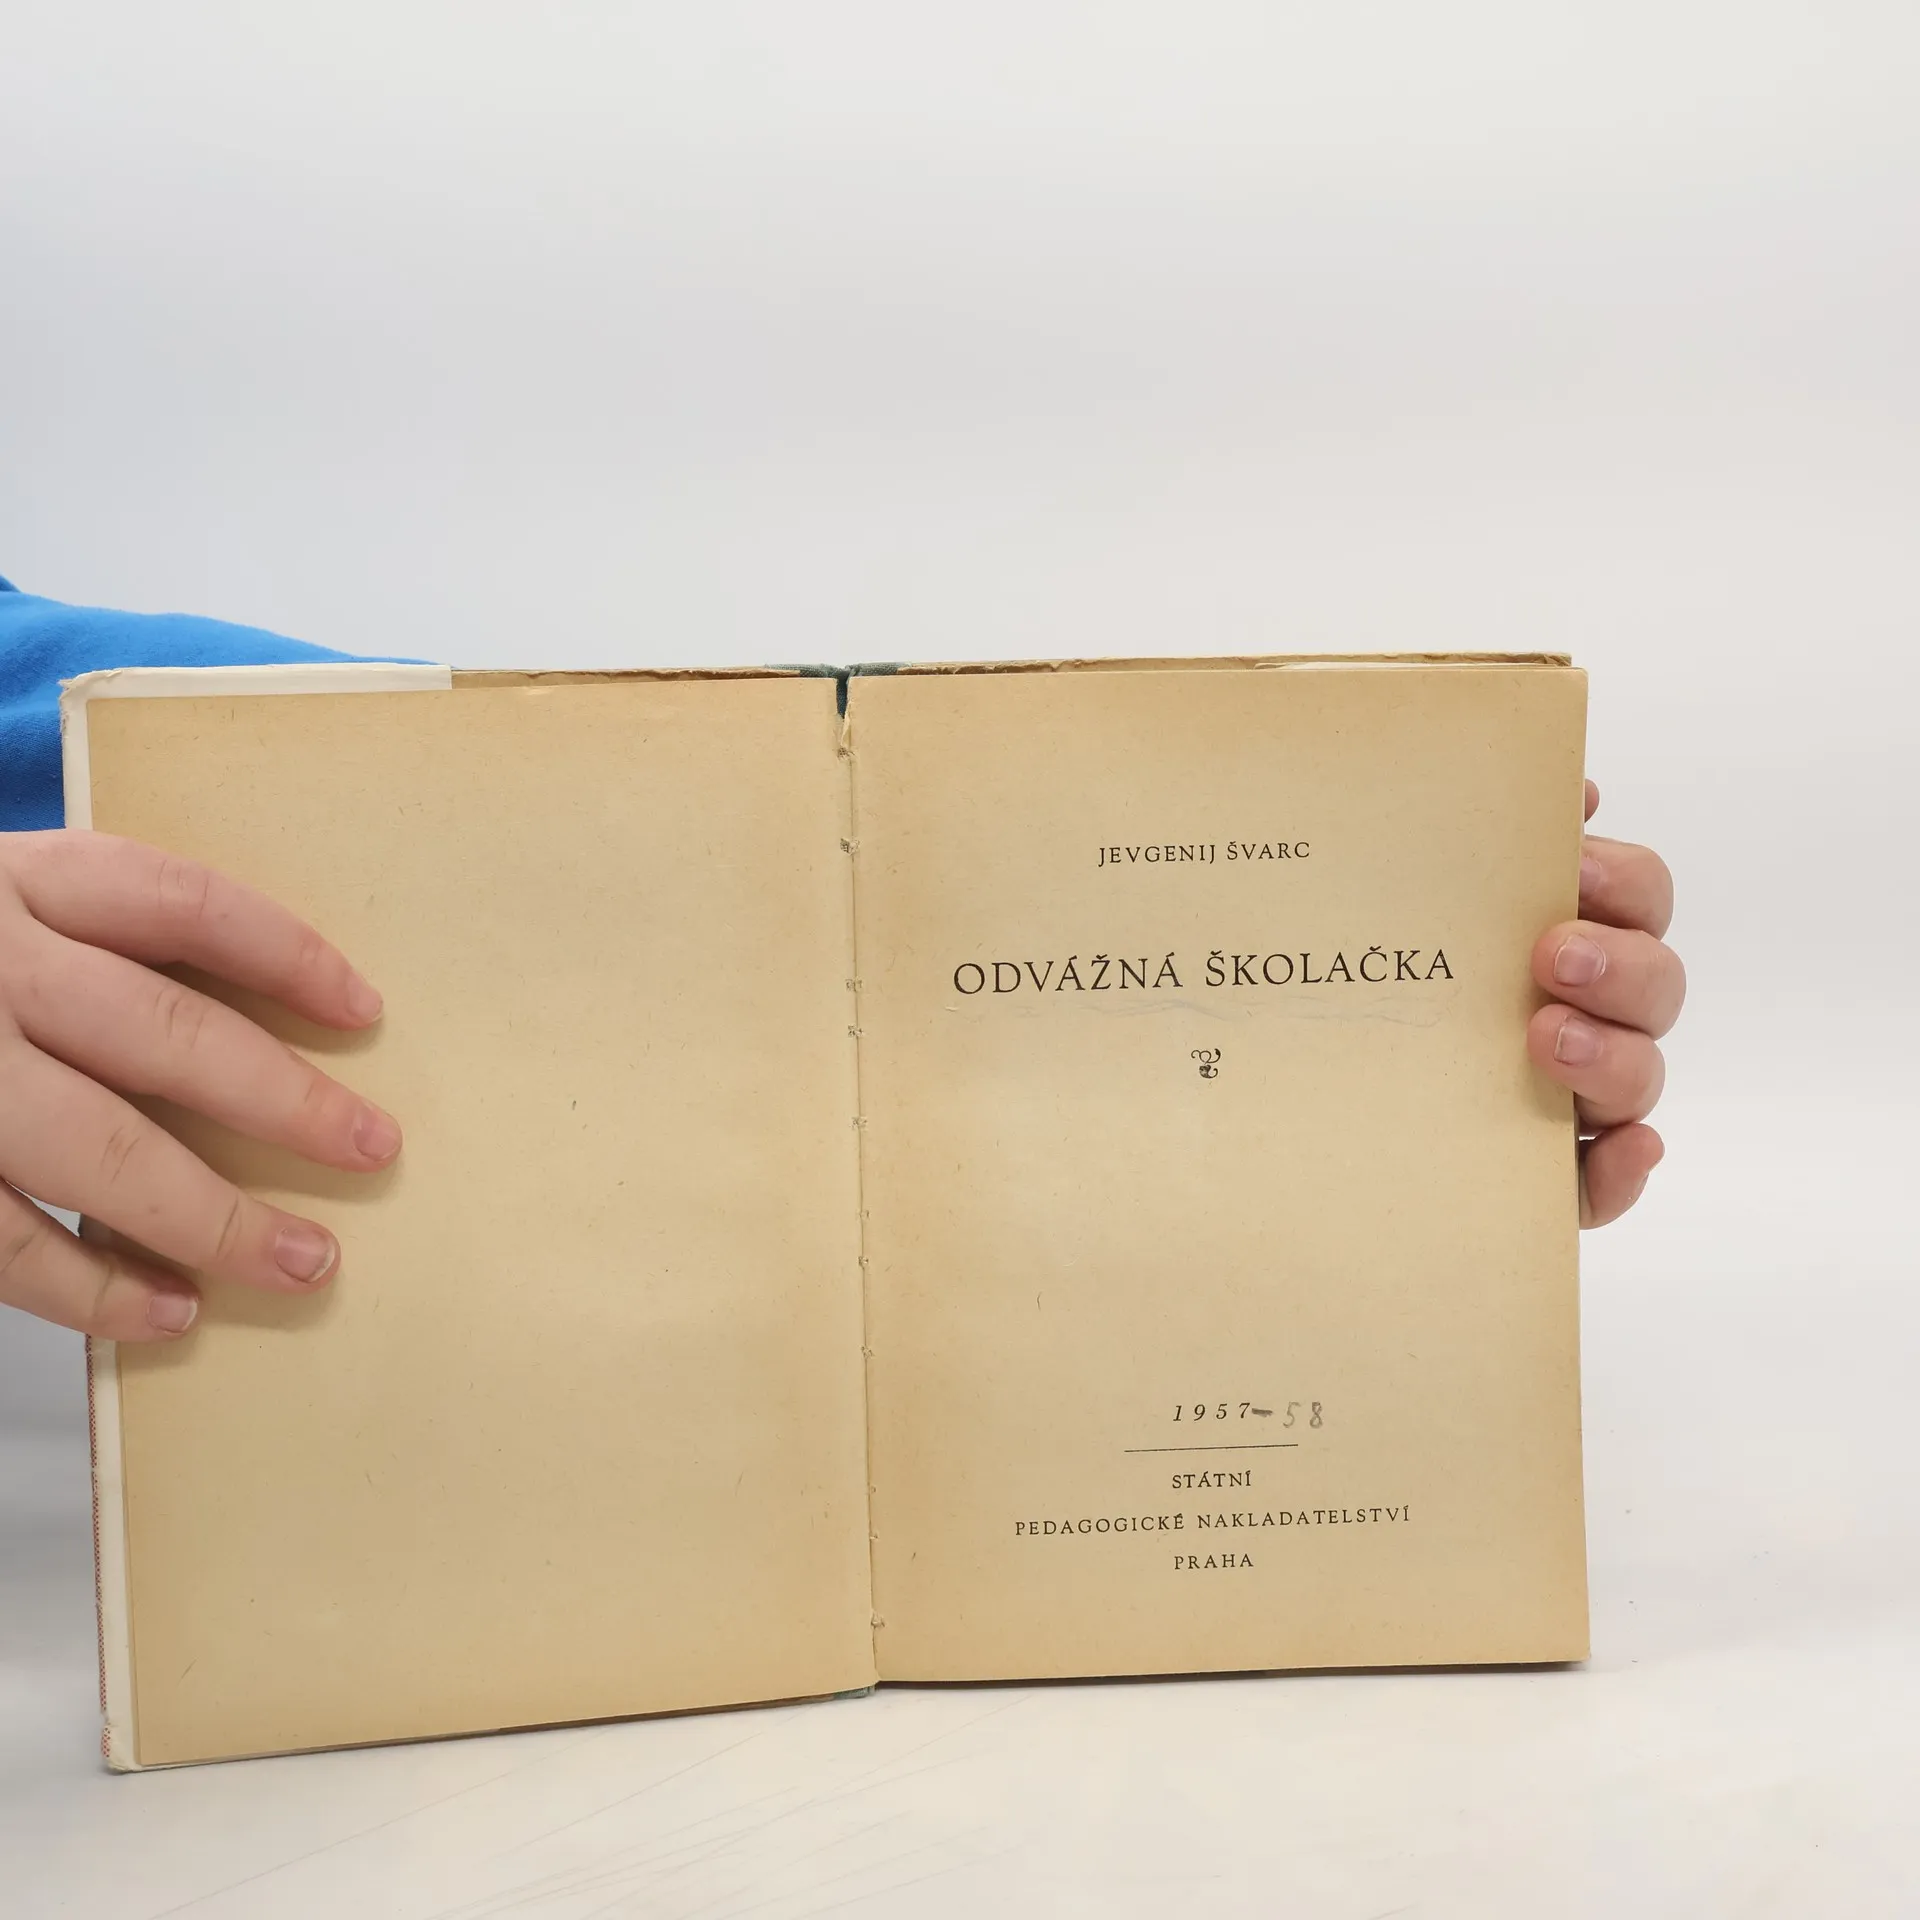 JEVGENIJ ŠVARC
ODVÁŽNÁ ŠKOLAČKA
1957-58
STÁTNÍ
PEDAGOGICKÉ NAKLADATELSTVÍ
PRAHA